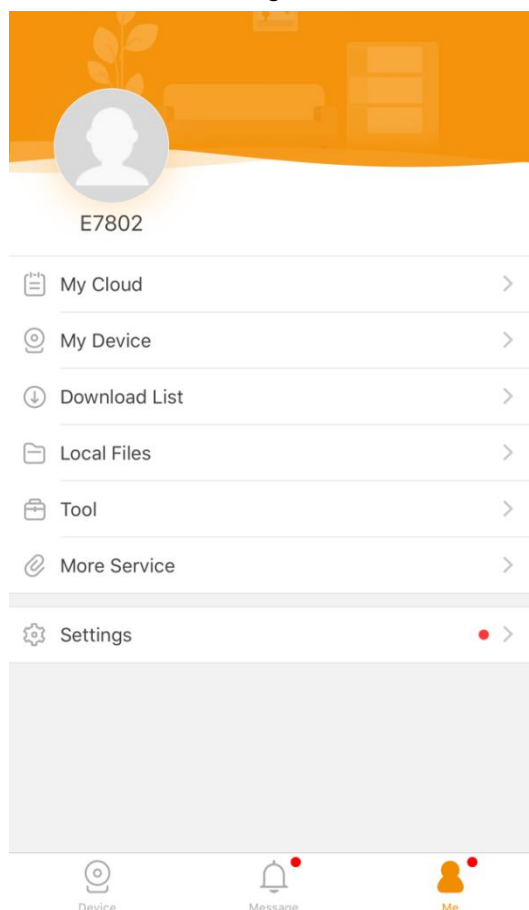 E7802
My Cloud
My Device
Download List
Local Files
Tool
More Service
Settings
Device
Message
Me